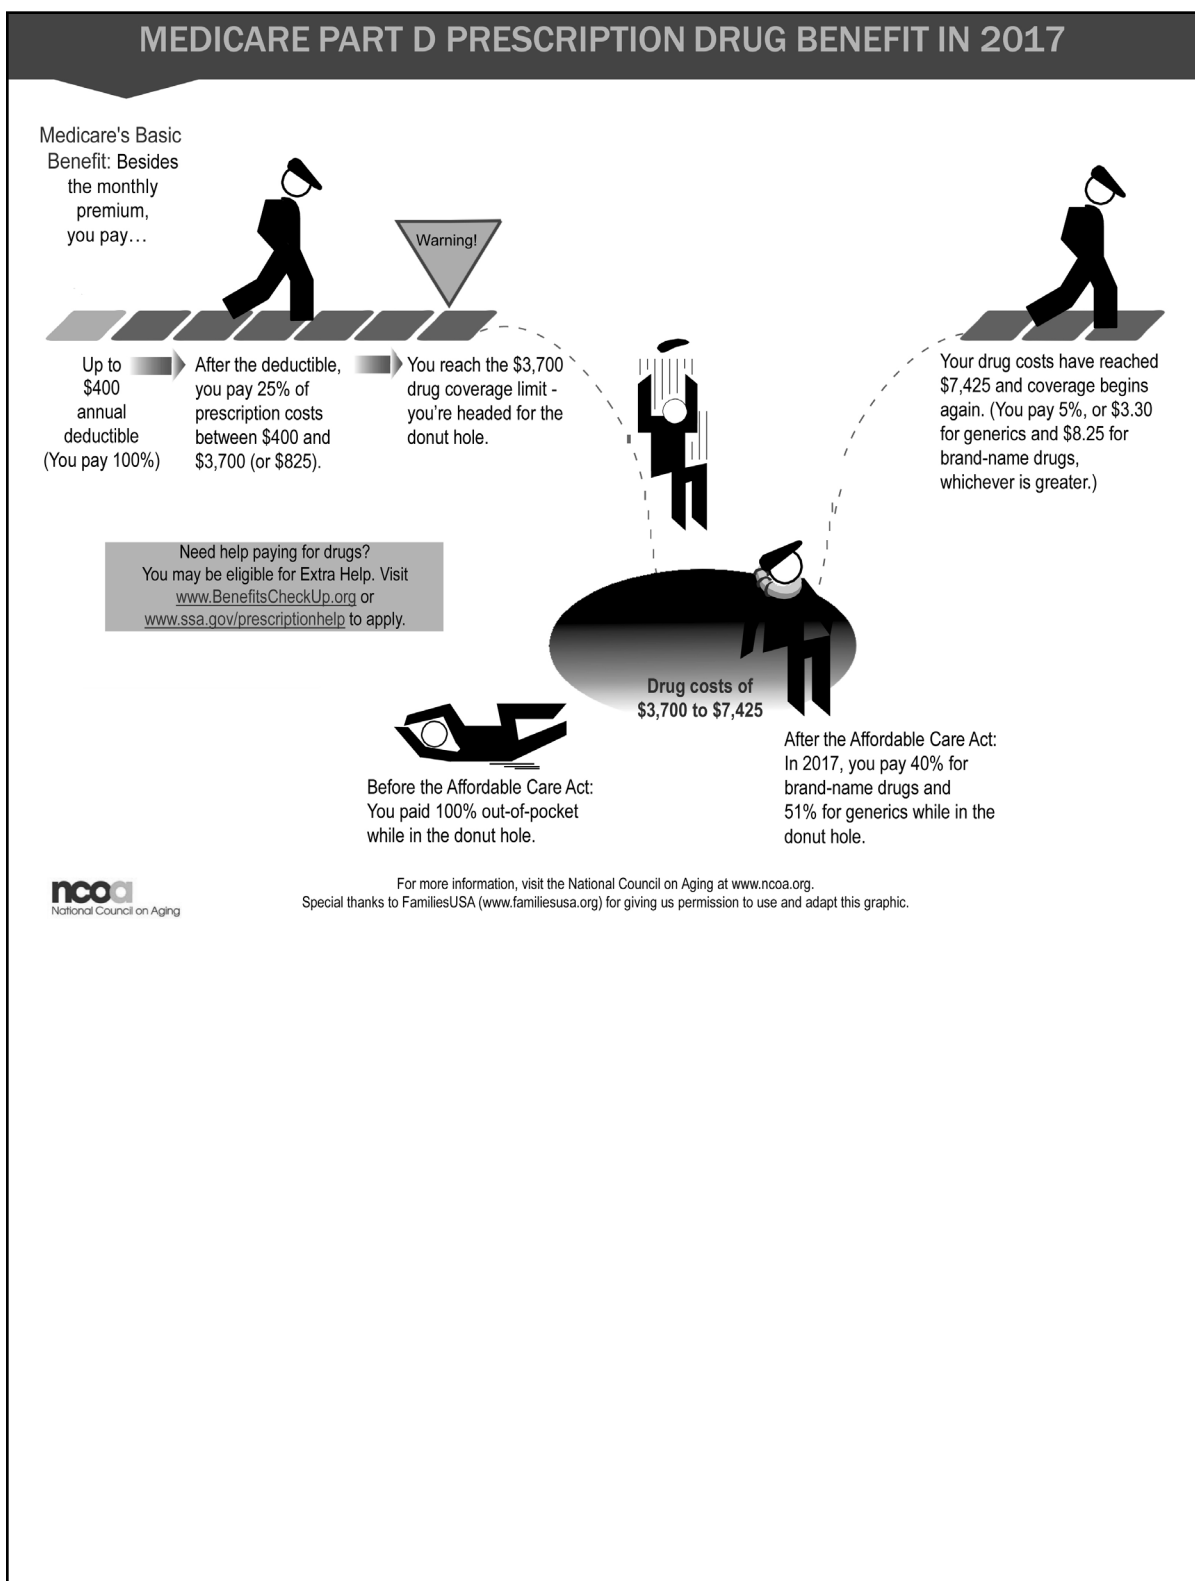 MEDICARE PART D PRESCRIPTION DRUG BENEFIT IN 2017
Medicare's Basic
Benefit: Besides
the monthly
premium,
you pay…
Warning!
Up to
$400
annual
deductible
(You pay 100%)
After the deductible,
you pay 25% of
prescription costs
between $400 and
$3,700 (or $825).
You reach the $3,700
drug coverage limit -
you're headed for the
donut hole.
Your drug costs have reached
$7,425 and coverage begins
again. (You pay 5%, or $3.30
for generics and $8.25 for
brand-name drugs,
whichever is greater.)
Need help paying for drugs?
You may be eligible for Extra Help. Visit
www.BenefitsCheckUp.org or
www.ssa.gov/prescriptionhelp to apply.
Drug costs of
$3,700 to $7,425
Before the Affordable Care Act:
You paid 100% out-of-pocket
while in the donut hole.
After the Affordable Care Act:
In 2017, you pay 40% for
brand-name drugs and
51% for generics while in the
donut hole.
ncoa
National Council on Aging
For more information, visit the National Council on Aging at www.ncoa.org.
Special thanks to FamiliesUSA (www.familiesusa.org) for giving us permission to use and adapt this graphic.